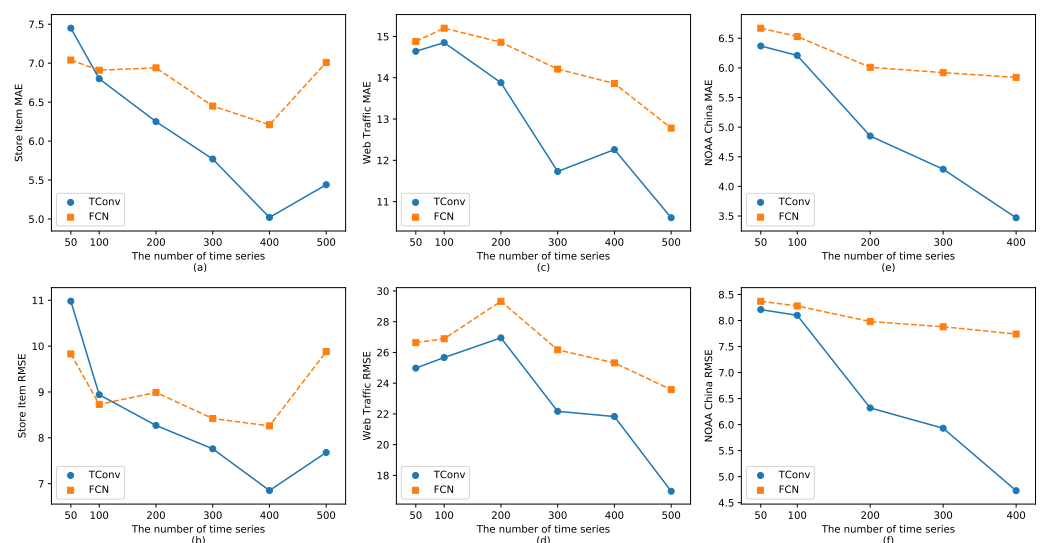 7.5
7.0
6.5
6.0
5.5
5.0
Store Item MAE
TConv
FCN
50 100 200 300 400 500
The number of time series
(a)
15
14
13
12
11
Web Traffic MAE
TConv
FCN
50 100 200 300 400 500
The number of time series
(c)
6.5
6.0
5.5
5.0
4.5
4.0
3.5
NOAA China MAE
TConv
FCN
50 100 200 300 400
The number of time series
(e)
11
10
9
8
7
Store Item RMSE
TConv
FCN
50 100 200 300 400 500
The number of time series
(b)
30
28
26
24
22
20
18
Web Traffic RMSE
TConv
FCN
50 100 200 300 400 500
The number of time series
(d)
8.5
8.0
7.5
7.0
6.5
6.0
5.5
5.0
4.5
NOAA China RMSE
TConv
FCN
50 100 200 300 400
The number of time series
(f)